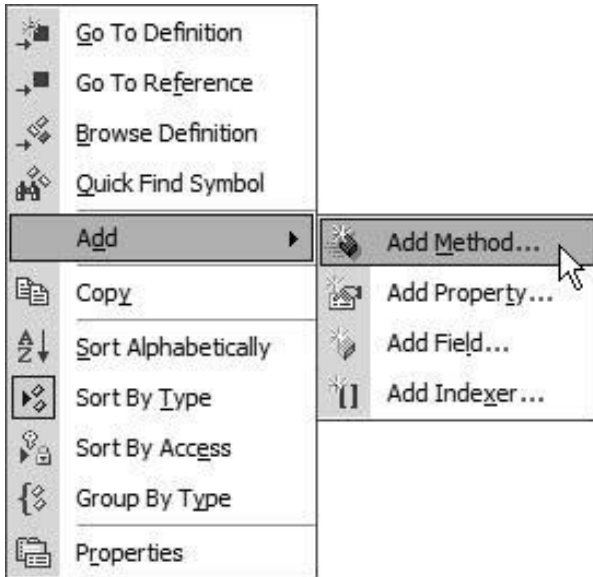 Go To Definition
Go To Reference
Browse Definition
Quick Find Symbol
Add
Add Method...
Add Property...
Add Field...
Add Indexer...
Copy
Sort Alphabetically
Sort By Type
Sort By Access
Group By Type
Properties